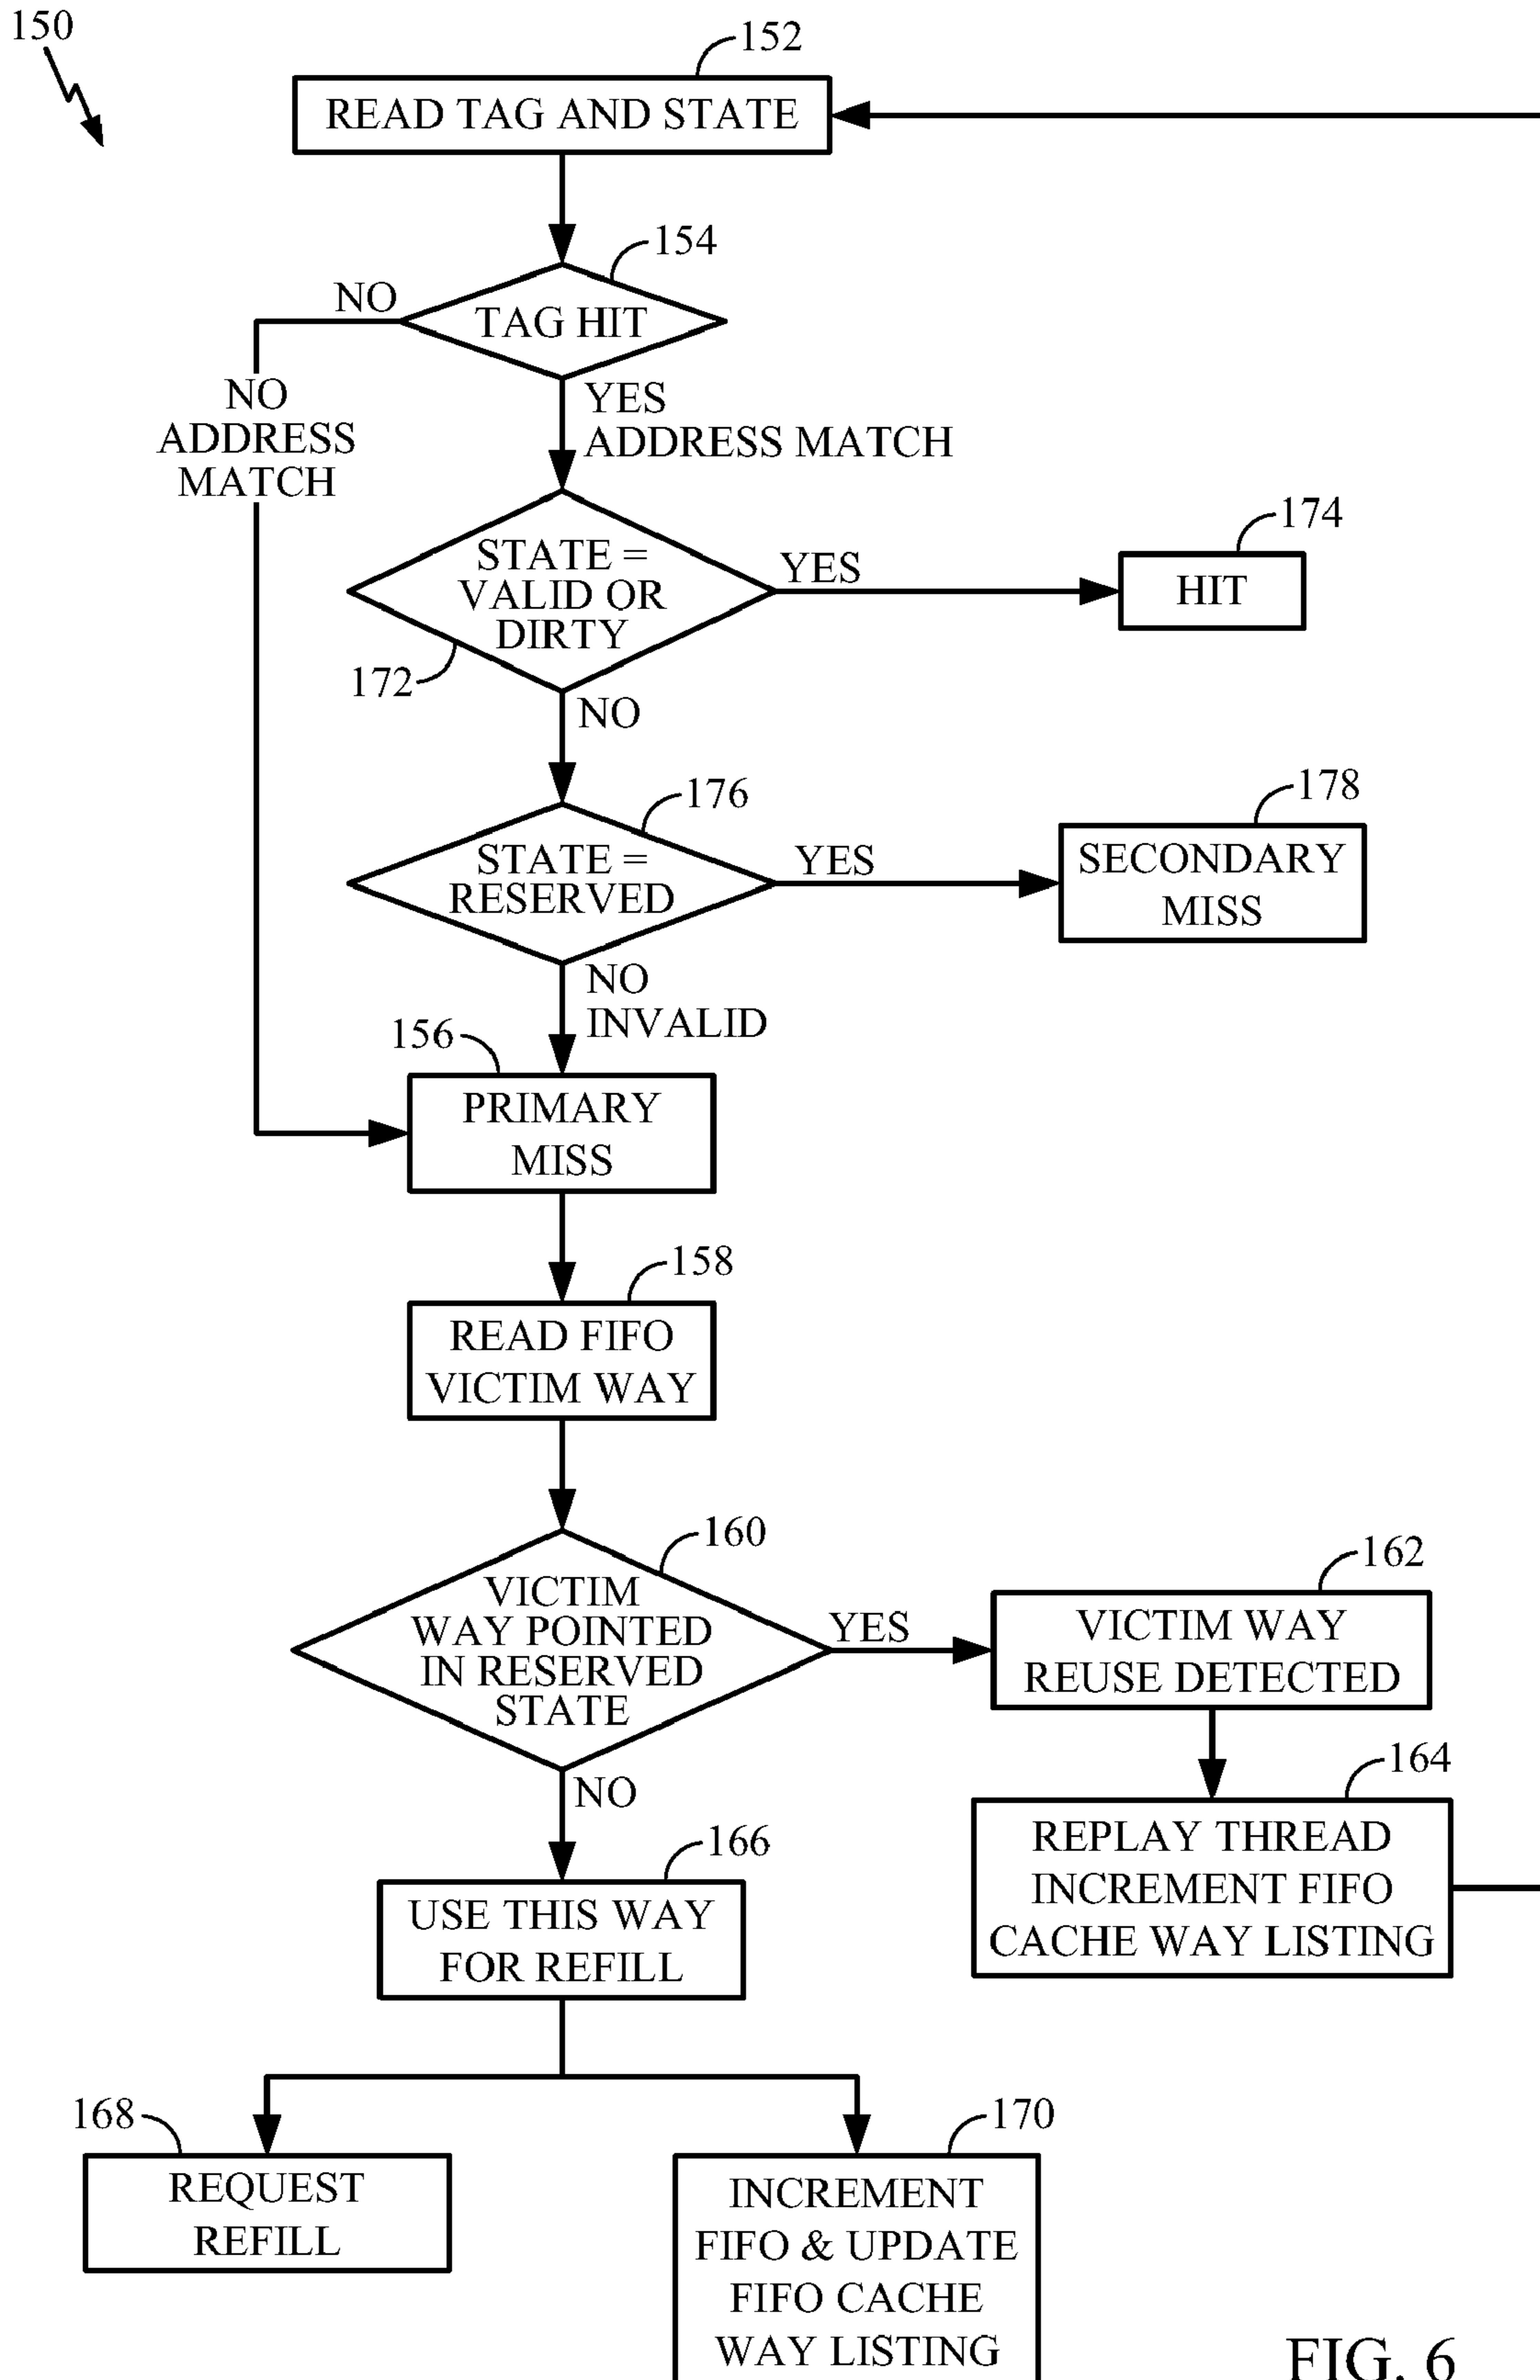 150
152
READ TAG AND STATE
154
NO
TAG HIT
NO
ADDRESS
MATCH
YES
ADDRESS MATCH
174
STATE =
VALID OR
DIRTY
YES
HIT
172
NO
176
178
STATE =
RESERVED
YES
SECONDARY
MISS
NO
INVALID
156
PRIMARY
MISS
158
READ FIFO
VICTIM WAY
160
162
VICTIM
WAY POINTED
IN RESERVED
STATE
YES
VICTIM WAY
REUSE DETECTED
164
NO
REPLAY THREAD
INCREMENT FIFO
CACHE WAY LISTING
166
USE THIS WAY
FOR REFILL
168
170
REQUEST
REFILL
INCREMENT
FIFO & UPDATE
FIFO CACHE
WAY LISTING
FIG. 6